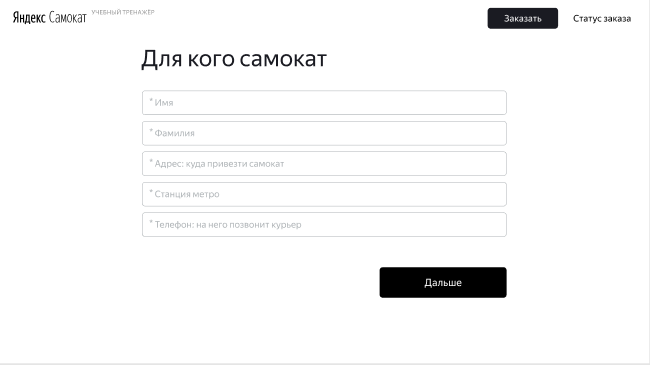 Яндекс Самокат
УЧЕБНЫЙ ТРЕНАЖЁР
Заказать
Статус заказа
Для кого самокат
* Имя
* Фамилия
* Адрес: куда привезти самокат
* Станция метро
* Телефон: на него позвонит курьер
Дальше